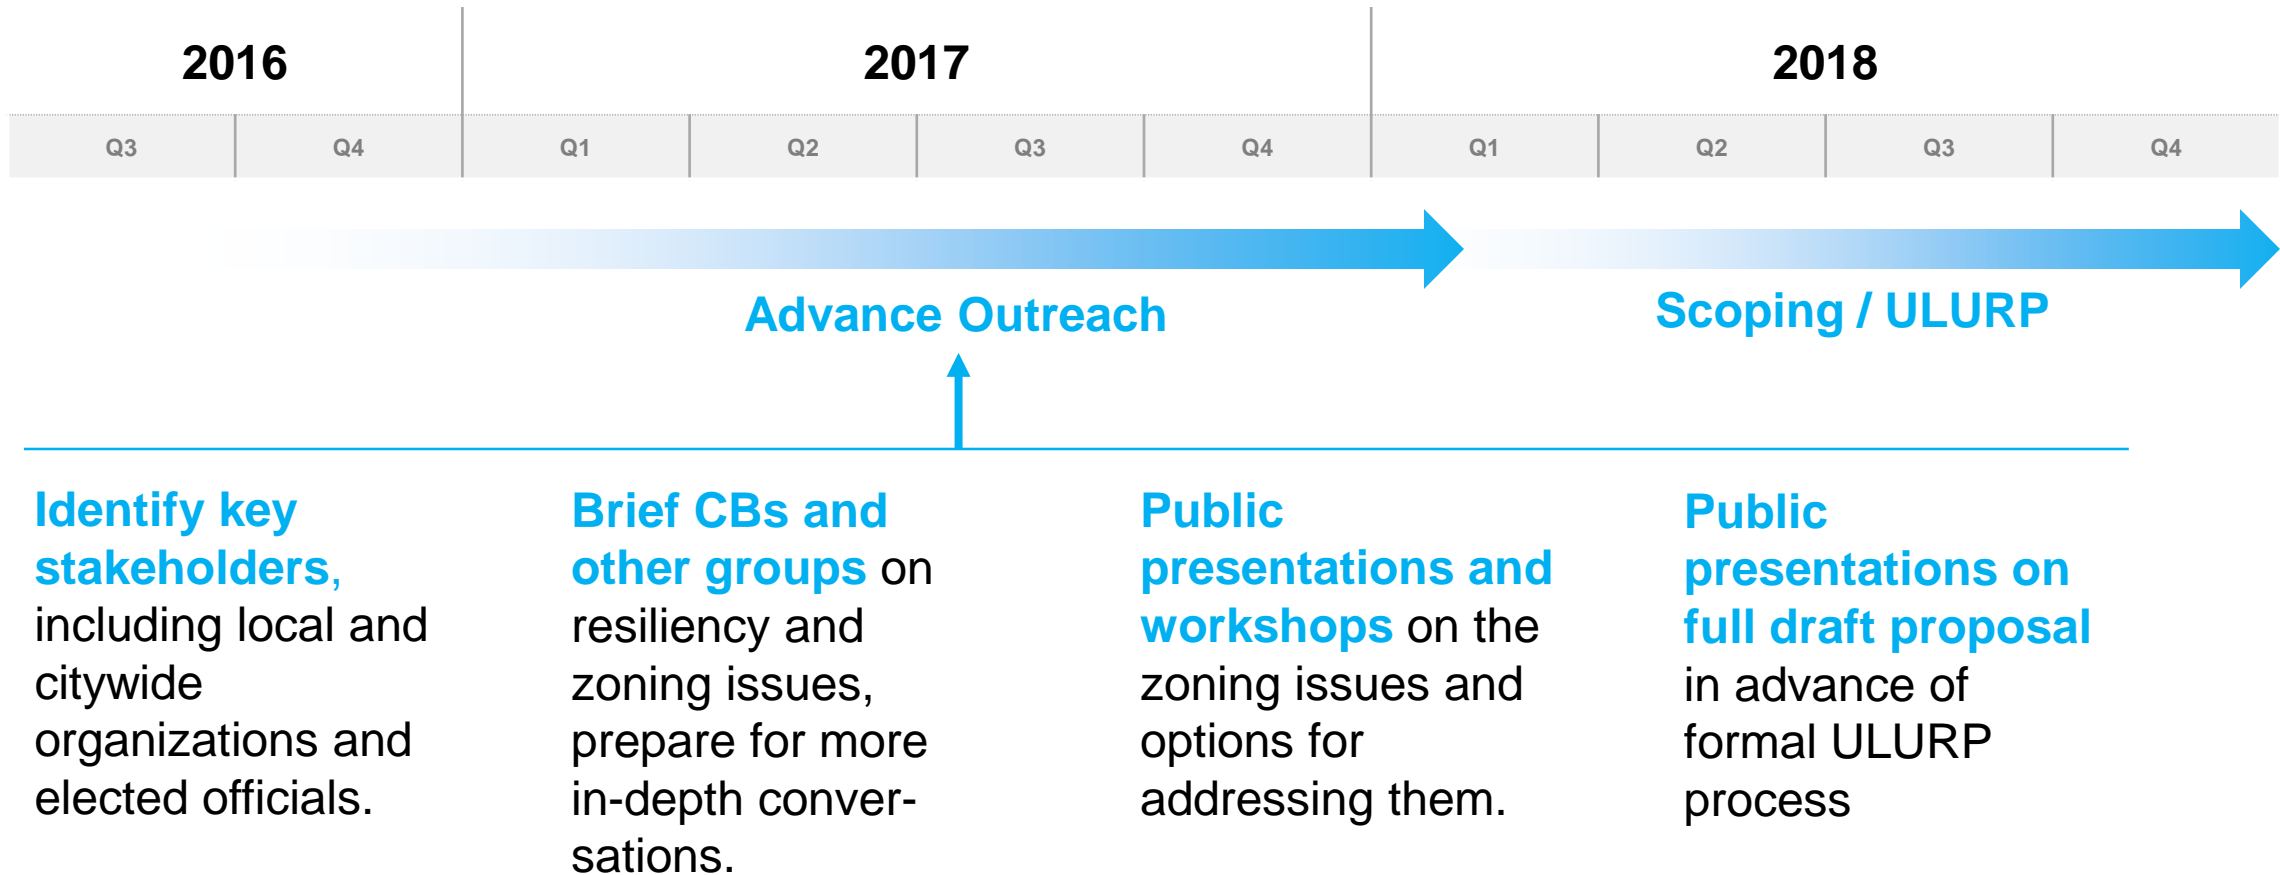 2016 2017 2018
Q3 Q4 Q1 Q2 Q3 Q4 Q1 Q2 Q3 Q4
Advance Outreach
Scoping / ULURP
Identify key
stakeholders,
including local and
citywide
organizations and
elected officials.
Brief CBs and
other groups on
resiliency and
zoning issues,
prepare for more
in-depth conver-
sations.
Public
presentations and
workshops on the
zoning issues and
options for
addressing them.
Public
presentations on
full draft proposal
in advance of
formal ULURP
process